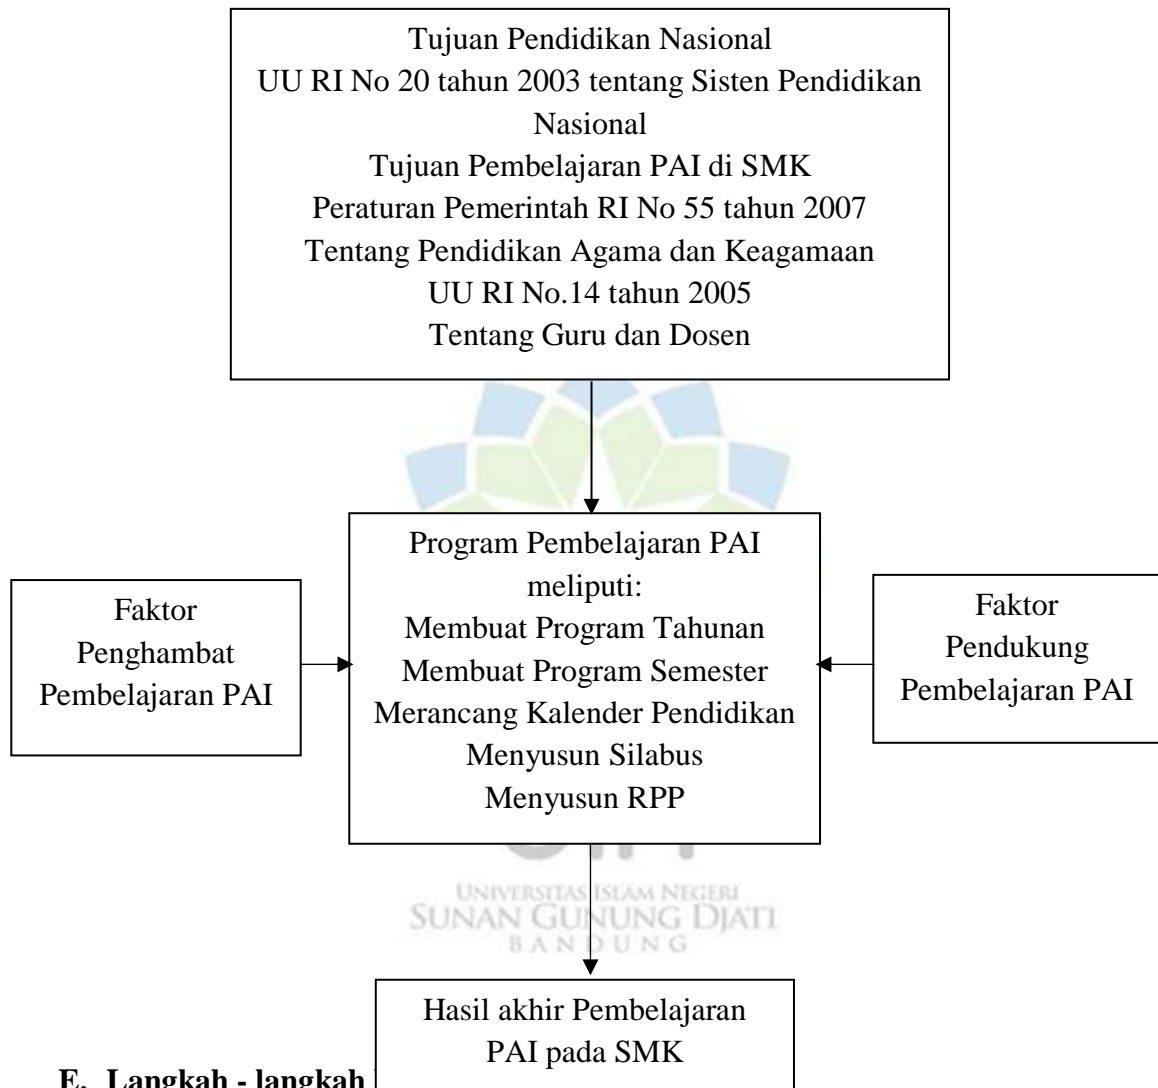 Tujuan Pendidikan Nasional
UU RI No 20 tahun 2003 tentang Sisten Pendidikan
Nasional
Tujuan Pembelajaran PAI di SMK
Peraturan Pemerintah RI No 55 tahun 2007
Tentang Pendidikan Agama dan Keagamaan
UU RI No.14 tahun 2005
Tentang Guru dan Dosen
Faktor
Penghambat
Pembelajaran PAI
Program Pembelajaran PAI
meliputi:
Membuat Program Tahunan
Membuat Program Semester
Merancang Kalender Pendidikan
Menyusun Silabus
Menyusun RPP
Faktor
Pendukung
Pembelajaran PAI
UNIVERSITAS ISLAM NEGERI
SUNAN GUNUNG DJATI
BANDUNG
Hasil akhir Pembelajaran
PAI pada SMK
E. Langkah - langkah